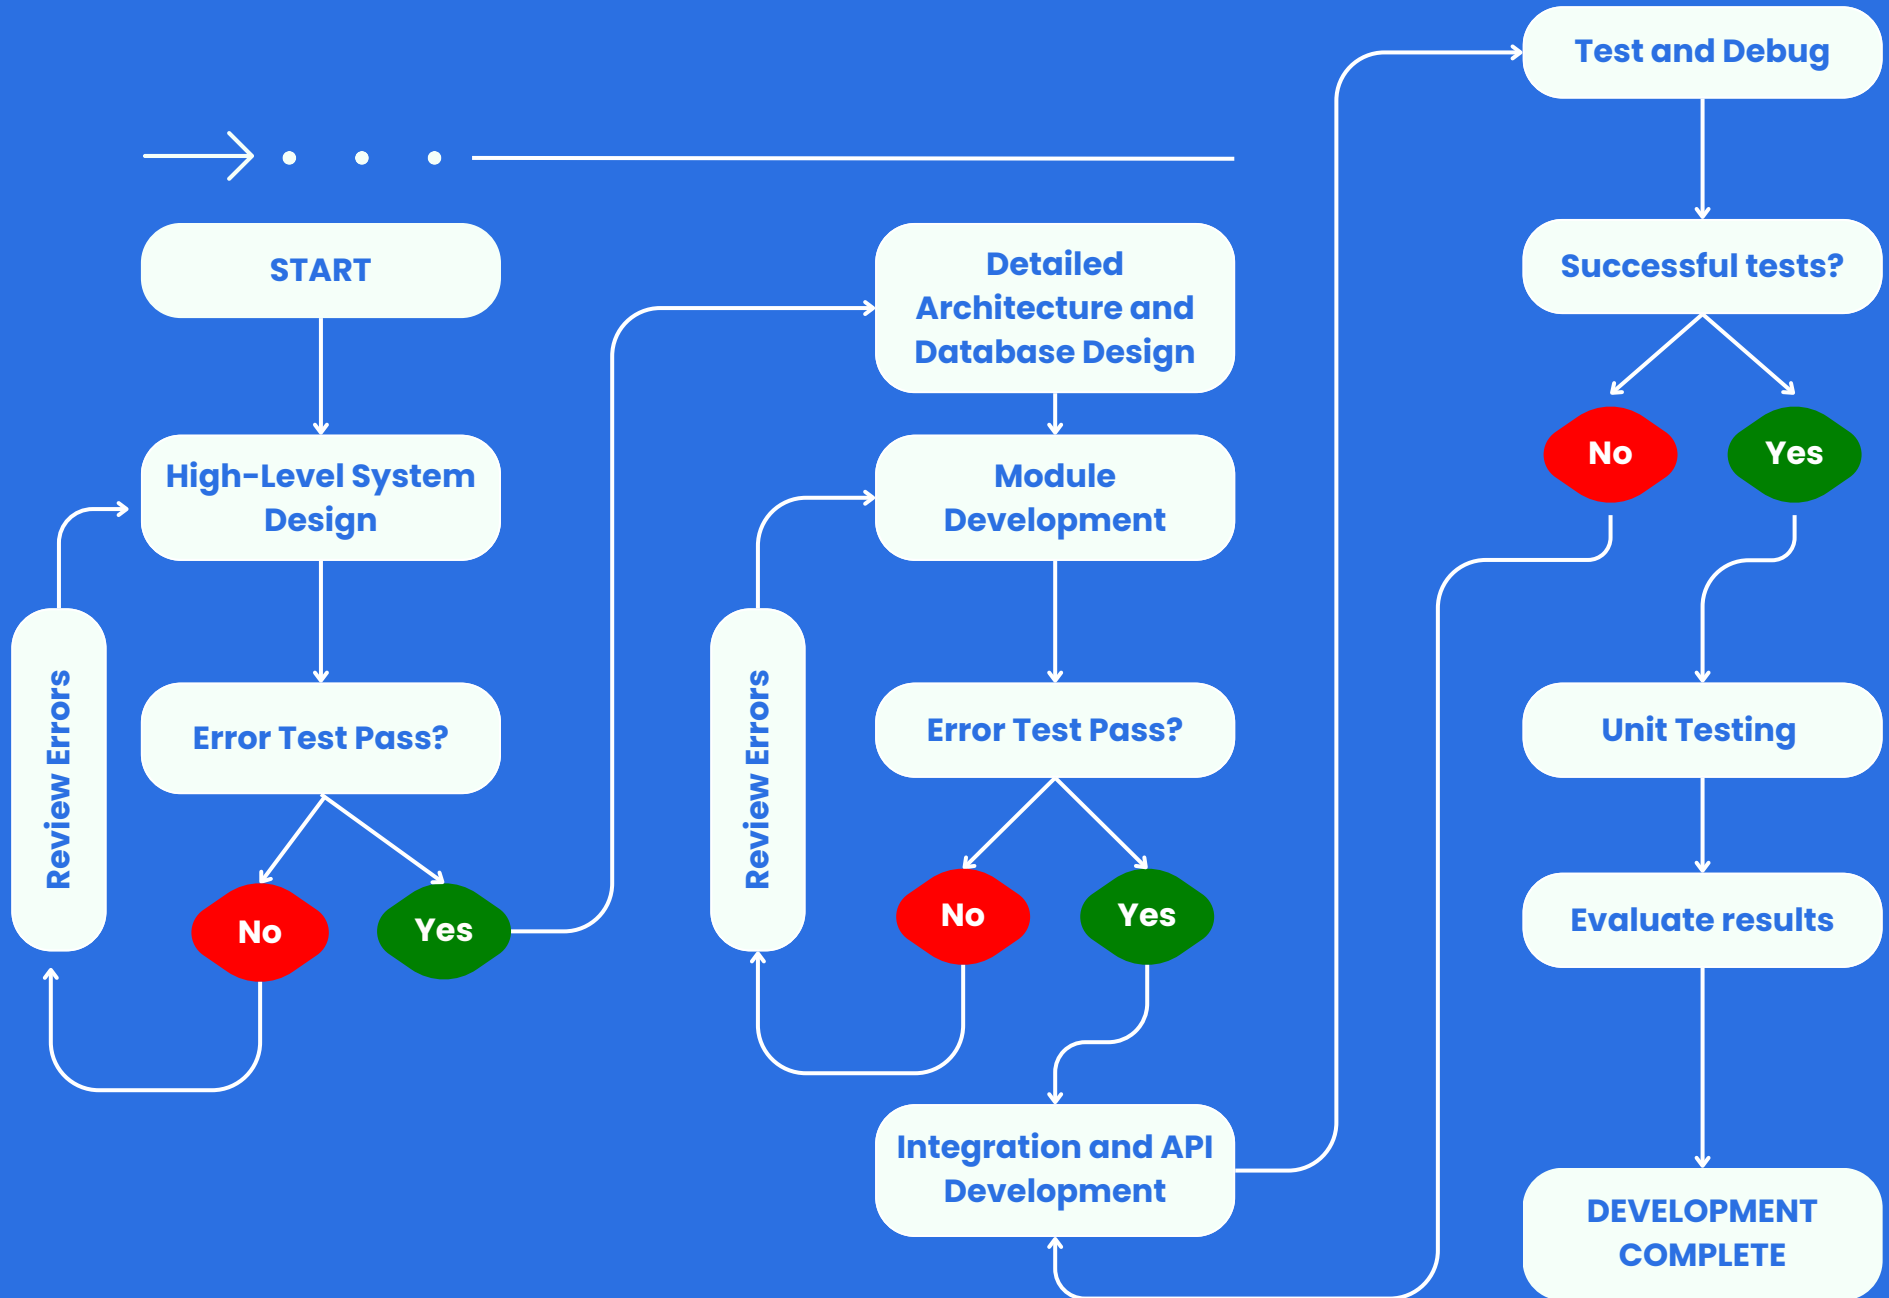 START
High-Level System
Design
Review Errors
Error Test Pass?
No
Yes
Detailed
Architecture and
Database Design
Module
Development
Review Errors
Error Test Pass?
No
Yes
Integration and API
Development
Test and Debug
Successful tests?
No
Yes
Unit Testing
Evaluate results
DEVELOPMENT
COMPLETE